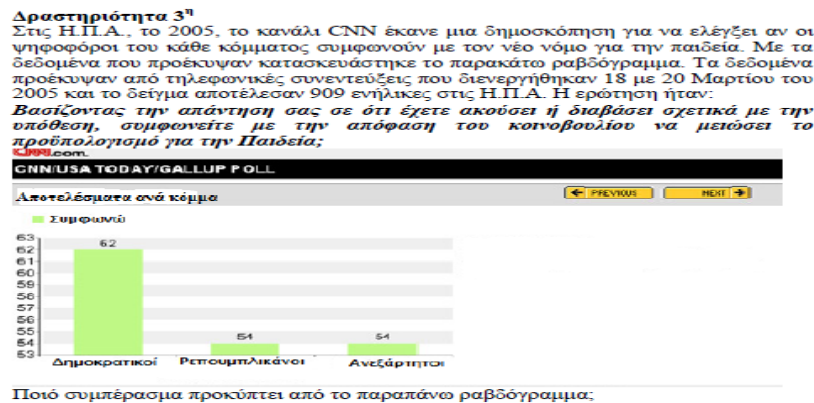 Δραστηριότητα 3η
Στις Η.Π.Α., το 2005, το κανάλι CNN έκανε μια δημοσκόπηση για να ελέγξει αν οι
ψηφοφόροι του κάθε κόμματος συμφωνούν με τον νέο νόμο για την παιδεία. Με τα
δεδομένα που προέκυψαν κατασκευάστηκε το παρακάτω ραβδόγραμμα. Τα δεδομένα
προέκυψαν από τηλεφωνικές συνεντεύξεις που διενεργήθηκαν 18 με 20 Μαρτίου του
2005 και το δείγμα αποτέλεσαν 909 ενήλικες στις Η.Π.Α. Η ερώτηση ήταν:
Βασίζοντας την απάντηση σας σε ότι έχετε ακούσει ή διαβάσει σχετικά με την
υπόθεση, συμφωνείτε με την απόφαση του κοινοβουλίου να μειώσει το
προϋπολογισμό για την Παιδεία;
CNN.com.
CNN/USA TODAY/GALLUP POLL
Αποτελέσματα ανά κόμμα
PREVIOUS NEXT
Συμφωνώ
63
62
61
60
59
58
57
56
55
54
53
62
54
54
Δημοκρατικοί Ρεπουμπλικάνοι Ανεξάρτητοι
Ποιό συμπέρασμα προκύπτει από το παραπάνω ραβδόγραμμα;